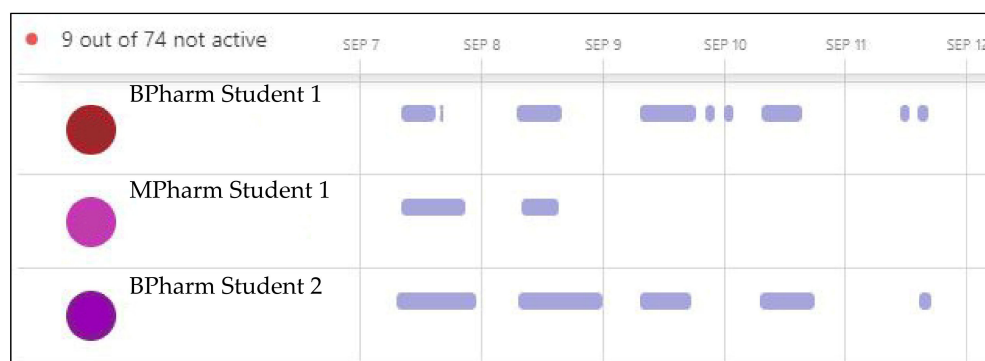 9 out of 74 not active
SEP 7 SEP 8 SEP 9 SEP 10 SEP 11 SEP 12
BPharm Student 1
MPharm Student 1
BPharm Student 2